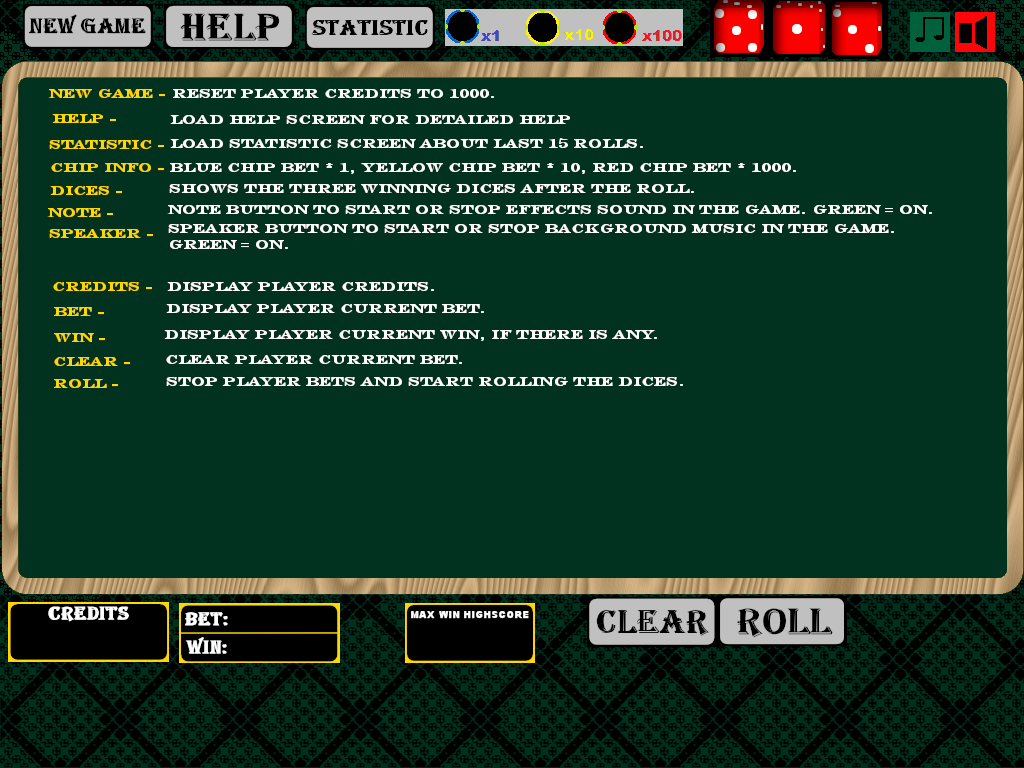 NEW GAME HELP STATISTIC x1 x10 x100
NEW GAME - RESET PLAYER CREDITS TO 1000.
HELP - LOAD HELP SCREEN FOR DETAILED HELP
STATISTIC - LOAD STATISTIC SCREEN ABOUT LAST 15 ROLLS.
CHIP INFO - BLUE CHIP BET * 1, YELLOW CHIP BET * 10, RED CHIP BET * 1000.
DICES - SHOWS THE THREE WINNING DICES AFTER THE ROLL.
NOTE - NOTE BUTTON TO START OR STOP EFFECTS SOUND IN THE GAME. GREEN = ON.
SPEAKER - SPEAKER BUTTON TO START OR STOP BACKGROUND MUSIC IN THE GAME.
GREEN = ON.
CREDITS - DISPLAY PLAYER CREDITS.
BET - DISPLAY PLAYER CURRENT BET.
WIN - DISPLAY PLAYER CURRENT WIN, IF THERE IS ANY.
CLEAR - CLEAR PLAYER CURRENT BET.
ROLL - STOP PLAYER BETS AND START ROLLING THE DICES.
CREDITS BET: MAX WIN HIGHSCORE CLEAR ROLL
WIN: